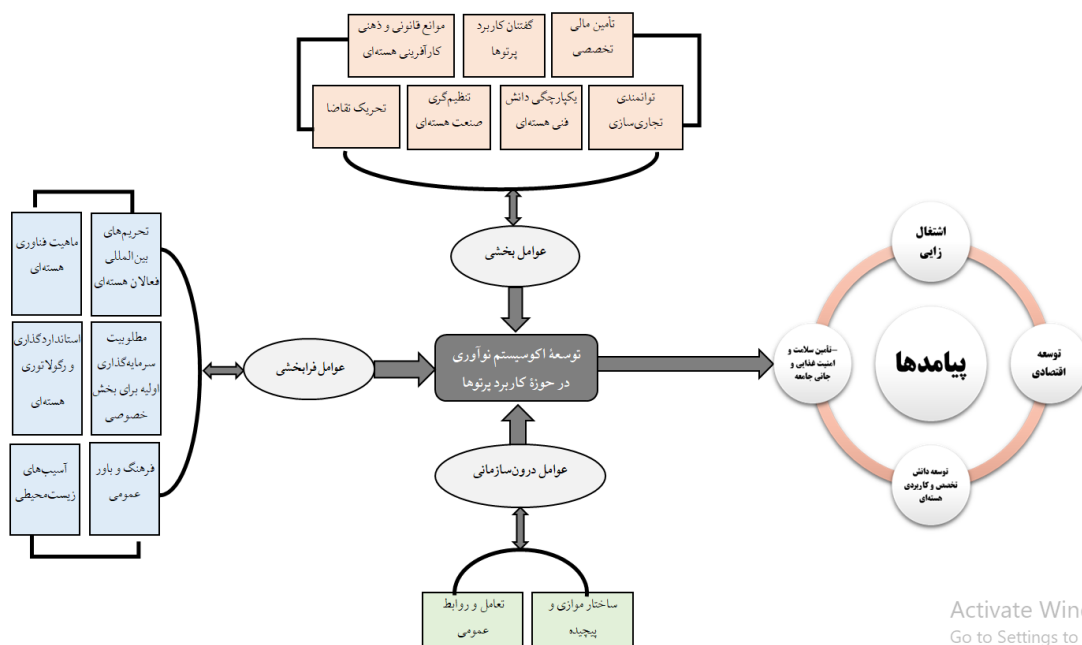 موانع قانونی و ذهنی
کارآفرینی هسته‌ای
گفتنان کاربرد
پرتوها
تأمین مالی
تخصصی
تحریک تقاضا
تنظیم‌گری
صنعت هسته‌ای
یکپارچگی دانش
فنی هسته‌ای
توانمندی
تجاری‌سازی
عوامل بخشی
تحریم‌های
بین‌المللی
فعالان هسته‌ای
ماهیت فناوری
هسته‌ای
مطلوبیت
سرمایه‌گذاری
اولیه برای بخش
خصوصی
استانداردگذاری
و رگولاتوری
هسته‌ای
فرهنگ و باور
عمومی
آسیب‌های
زیست‌محیطی
عوامل فرابخشی
توسعۀ اکوسیستم نوآوری
در حوزۀ کاربرد پرتوها
عوامل درون‌سازمانی
ساختار موازی و
پیچیده
تعامل و روابط
عمومی
پیامدها
اشتغال
زایی
توسعه
اقتصادی
توسعه دانش
تخصص و کاربردی
هسته‌ای
-تأمین سلامت و
امنیت غذایی و
جانی جامعه
Activate Win
Go to Settings to